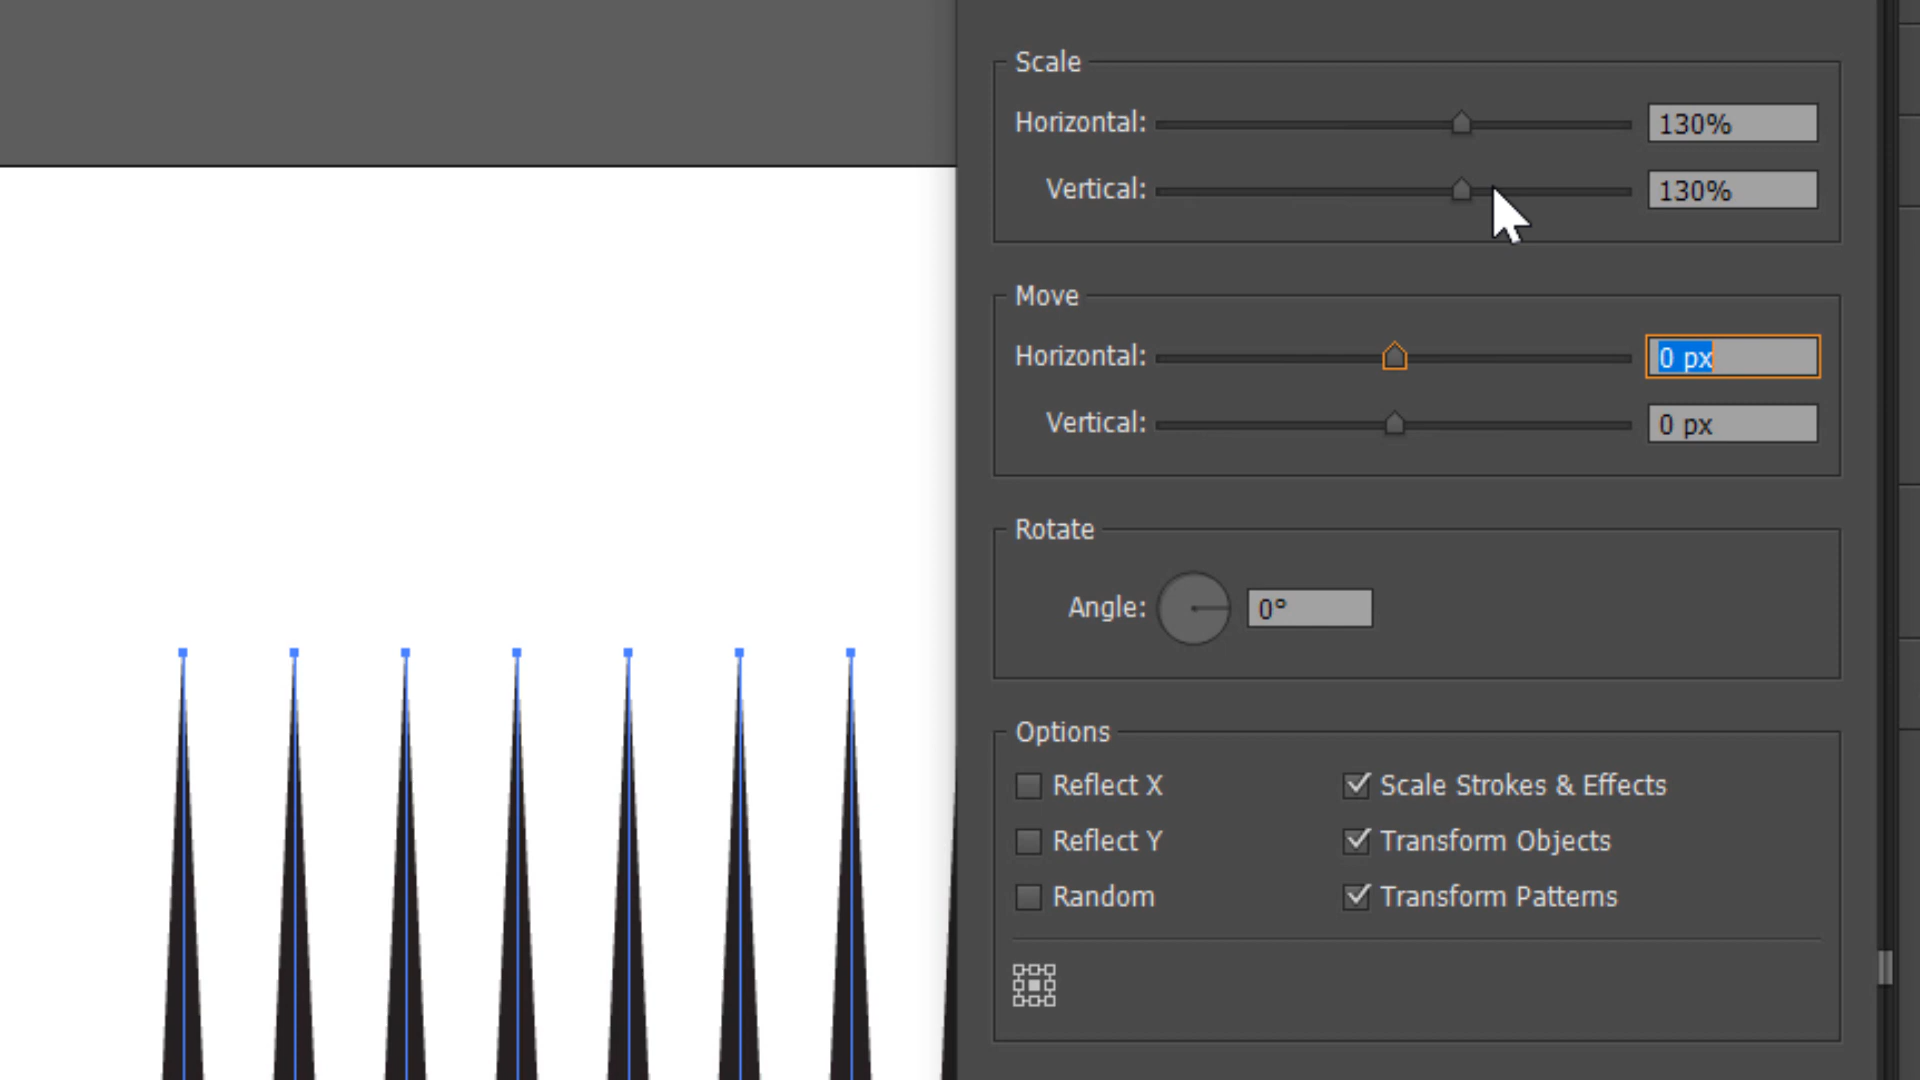 Scale
Horizontal: 130%
Vertical: 130%
Move
Horizontal: 0 px
Vertical: 0 px
Rotate
Angle: 0°
Options
Reflect X Scale Strokes & Effects
Reflect Y Transform Objects
Random Transform Patterns